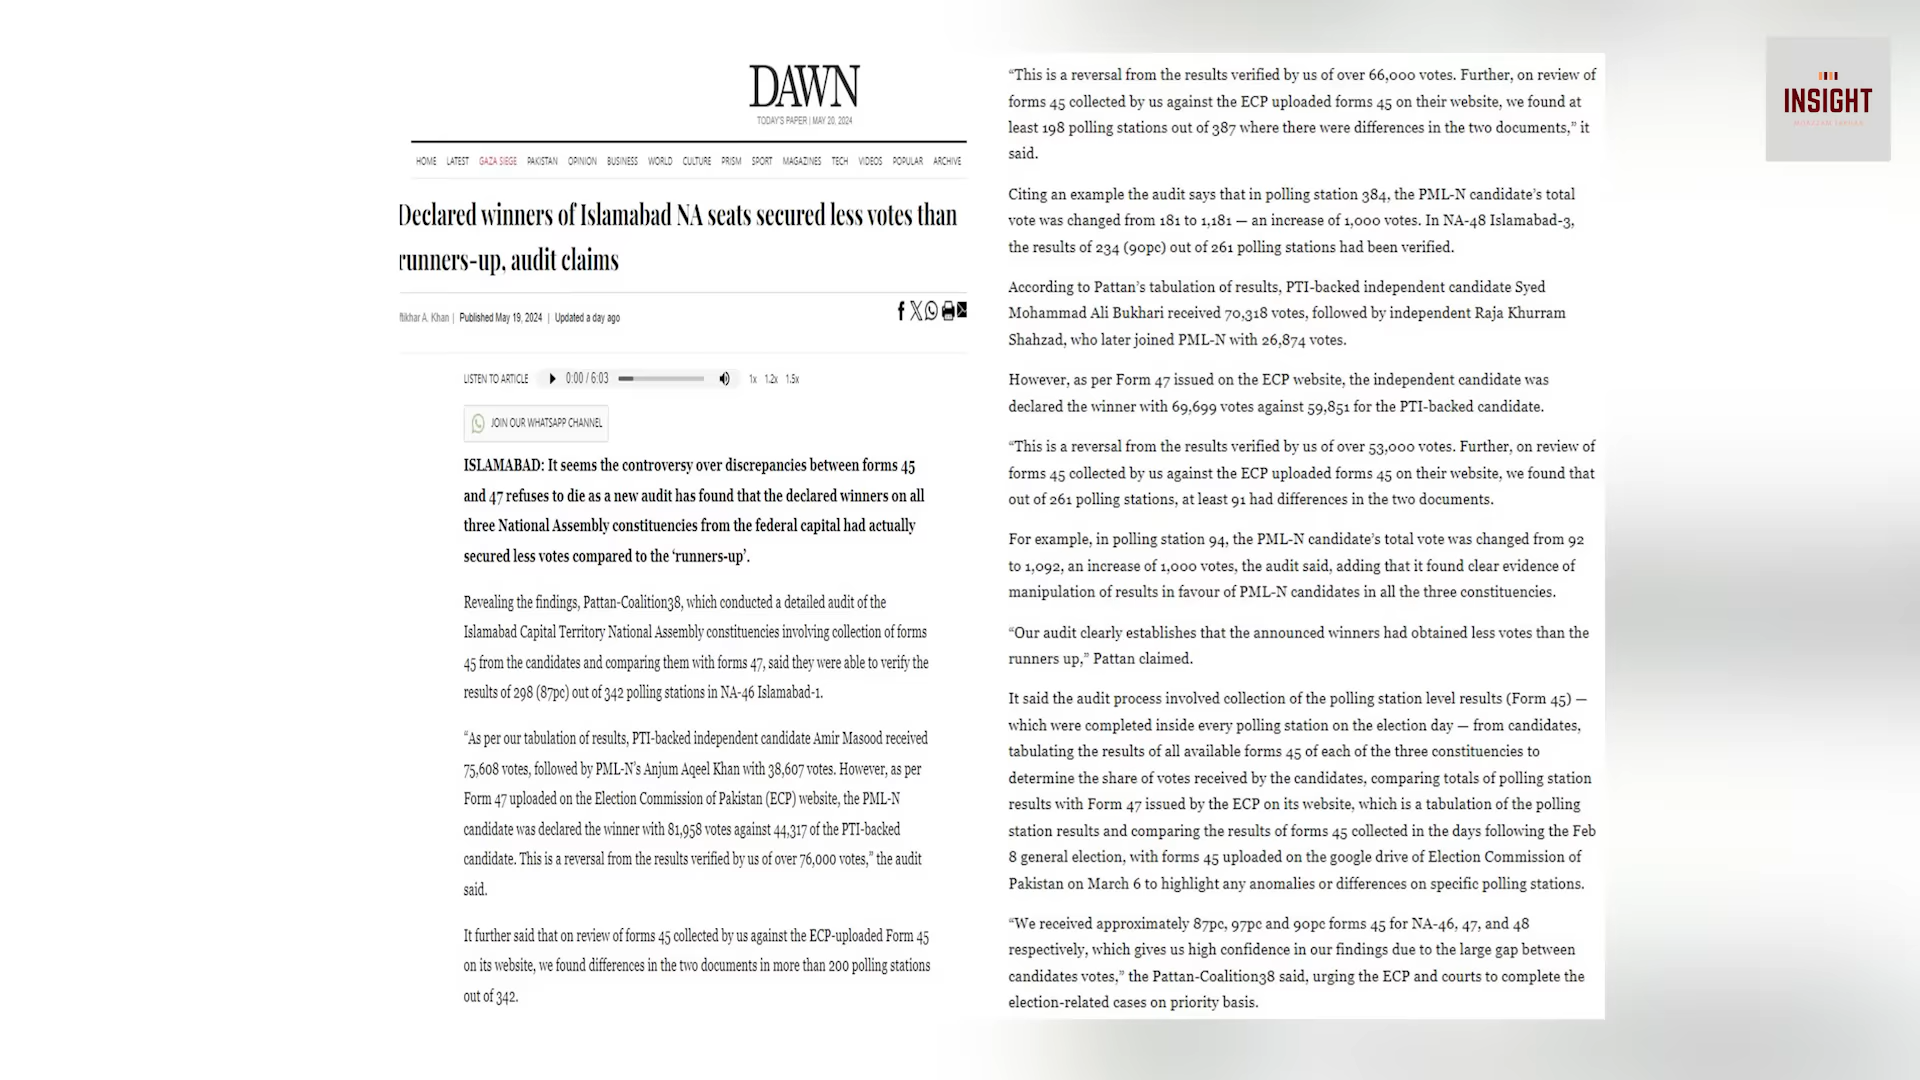 DAWN
TODAY'S PAPER | MAY 20, 2024
HOME LATEST GAZA SIEGE PAKISTAN OPINION BUSINESS WORLD CULTURE PRISM SPORT MAGAZINES TECH VIDEOS POPULAR ARCHIVE
Declared winners of Islamabad NA seats secured less votes than
runners-up, audit claims
ftikhar A. Khan | Published May 19, 2024 | Updated a day ago
LISTEN TO ARTICLE 0:00 / 6:03 1x 1.2x 1.5x
JOIN OUR WHATSAPP CHANNEL
ISLAMABAD: It seems the controversy over discrepancies between forms 45
and 47 refuses to die as a new audit has found that the declared winners on all
three National Assembly constituencies from the federal capital had actually
secured less votes compared to the ‘runners-up’.
Revealing the findings, Pattan-Coalition38, which conducted a detailed audit of the
Islamabad Capital Territory National Assembly constituencies involving collection of forms
45 from the candidates and comparing them with forms 47, said they were able to verify the
results of 298 (87pc) out of 342 polling stations in NA-46 Islamabad-1.
“As per our tabulation of results, PTI-backed independent candidate Amir Masood received
75,608 votes, followed by PML-N’s Anjum Aqeel Khan with 38,607 votes. However, as per
Form 47 uploaded on the Election Commission of Pakistan (ECP) website, the PML-N
candidate was declared the winner with 81,958 votes against 44,317 of the PTI-backed
candidate. This is a reversal from the results verified by us of over 76,000 votes,” the audit
said.
It further said that on review of forms 45 collected by us against the ECP-uploaded Form 45
on its website, we found differences in the two documents in more than 200 polling stations
out of 342.
“This is a reversal from the results verified by us of over 66,000 votes. Further, on review of
forms 45 collected by us against the ECP uploaded forms 45 on their website, we found at
least 198 polling stations out of 387 where there were differences in the two documents,” it
said.
Citing an example the audit says that in polling station 384, the PML-N candidate’s total
vote was changed from 181 to 1,181 — an increase of 1,000 votes. In NA-48 Islamabad-3,
the results of 234 (90pc) out of 261 polling stations had been verified.
According to Pattan’s tabulation of results, PTI-backed independent candidate Syed
Mohammad Ali Bukhari received 70,318 votes, followed by independent Raja Khurram
Shahzad, who later joined PML-N with 26,874 votes.
However, as per Form 47 issued on the ECP website, the independent candidate was
declared the winner with 69,699 votes against 59,851 for the PTI-backed candidate.
“This is a reversal from the results verified by us of over 53,000 votes. Further, on review of
forms 45 collected by us against the ECP uploaded forms 45 on their website, we found that
out of 261 polling stations, at least 91 had differences in the two documents.
For example, in polling station 94, the PML-N candidate’s total vote was changed from 92
to 1,092, an increase of 1,000 votes, the audit said, adding that it found clear evidence of
manipulation of results in favour of PML-N candidates in all the three constituencies.
“Our audit clearly establishes that the announced winners had obtained less votes than the
runners up,” Pattan claimed.
It said the audit process involved collection of the polling station level results (Form 45) —
which were completed inside every polling station on the election day — from candidates,
tabulating the results of all available forms 45 of each of the three constituencies to
determine the share of votes received by the candidates, comparing totals of polling station
results with Form 47 issued by the ECP on its website, which is a tabulation of the polling
station results and comparing the results of forms 45 collected in the days following the Feb
8 general election, with forms 45 uploaded on the google drive of Election Commission of
Pakistan on March 6 to highlight any anomalies or differences on specific polling stations.
“We received approximately 87pc, 97pc and 90pc forms 45 for NA-46, 47, and 48
respectively, which gives us high confidence in our findings due to the large gap between
candidates votes,” the Pattan-Coalition38 said, urging the ECP and courts to complete the
election-related cases on priority basis.
INSIGHT